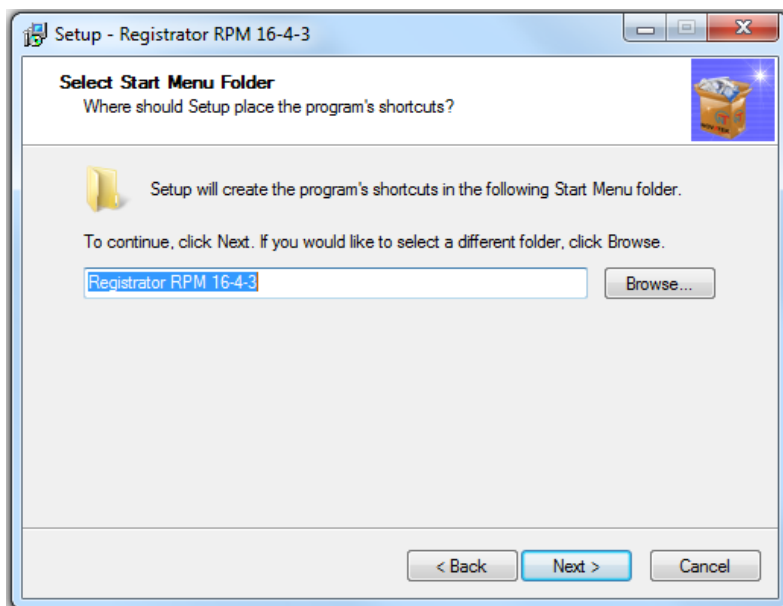 Setup - Registrator RPM 16-4-3
Select Start Menu Folder
Where should Setup place the program's shortcuts?
Setup will create the program's shortcuts in the following Start Menu folder.
To continue, click Next. If you would like to select a different folder, click Browse.
Registrator RPM 16-4-3
Browse...
< Back
Next >
Cancel